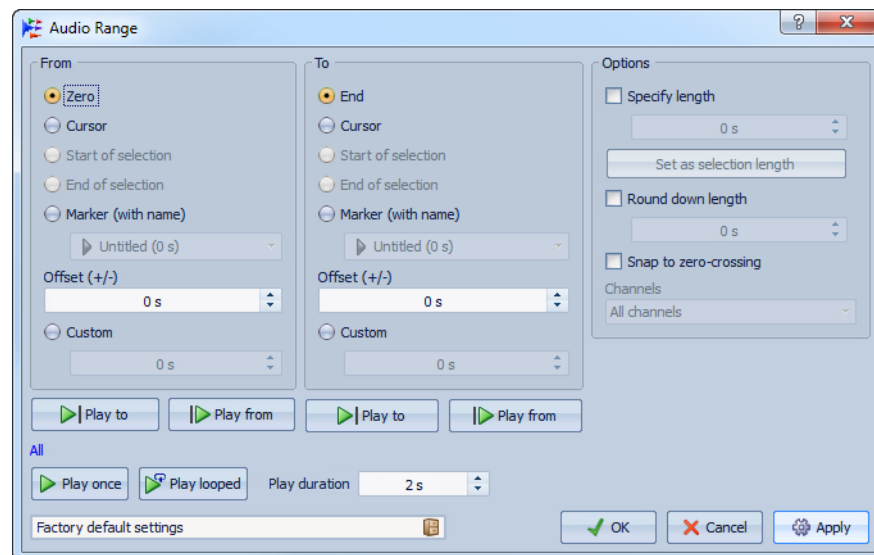 Audio Range
?
From
Zero
Cursor
Start of selection
End of selection
Marker (with name)
Untitled (0 s)
Offset (+/-)
0 s
Custom
0 s
Play to
Play from
To
End
Cursor
Start of selection
End of selection
Marker (with name)
Untitled (0 s)
Offset (+/-)
0 s
Custom
0 s
Play to
Play from
Options
Specify length
0 s
Set as selection length
Round down length
0 s
Snap to zero-crossing
Channels
All channels
All
Play once
Play looped
Play duration
2 s
Factory default settings
OK
Cancel
Apply